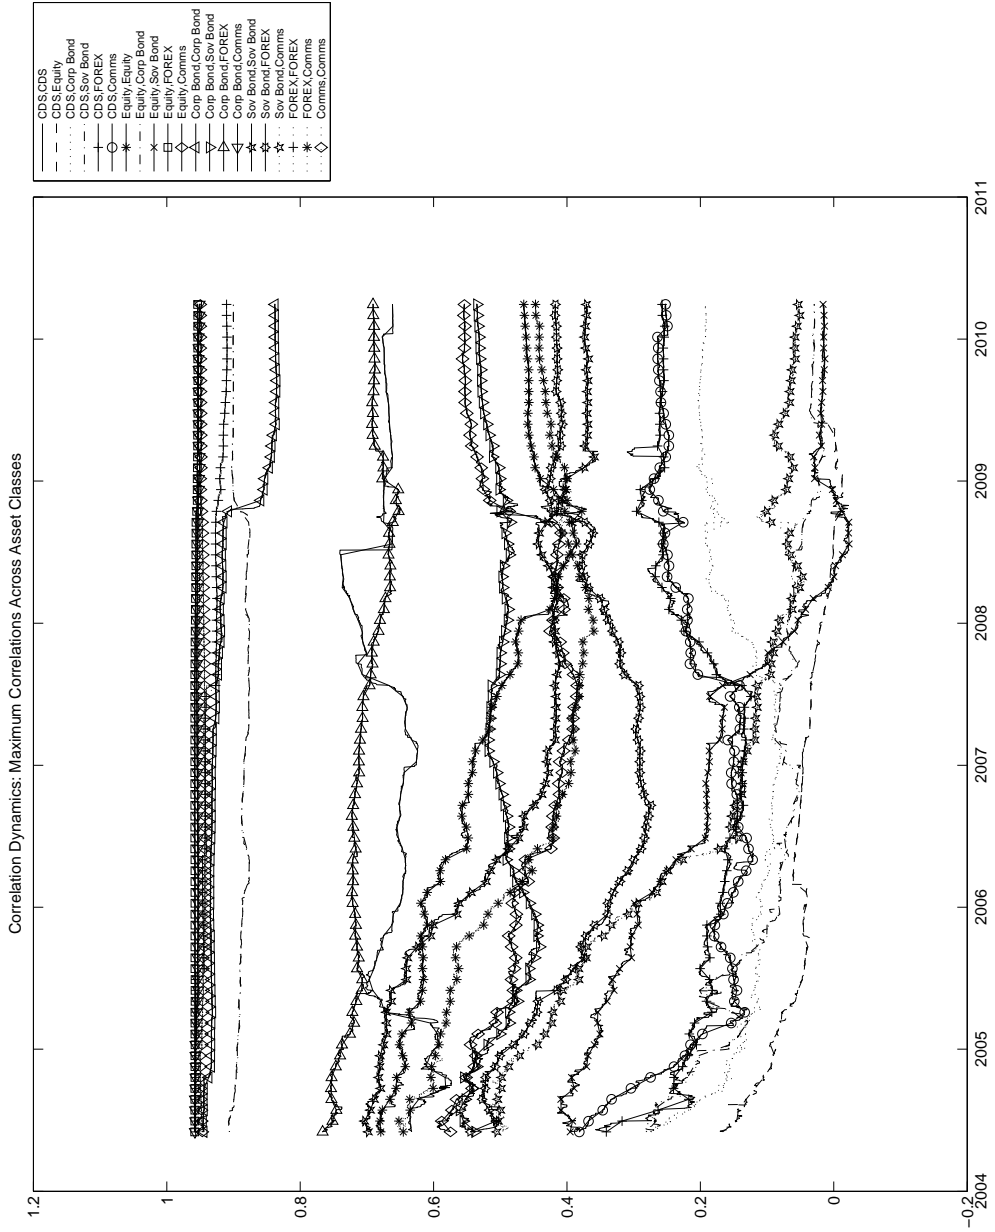 Correlation Dynamics: Maximum Correlations Across Asset Classes
1.2
1
0.8
0.6
0.4
0.2
0
−0.2
2004
2005
2006
2007
2008
2009
2010
2011
CDS,CDS
CDS,Equity
CDS,Corp Bond
CDS,Sov Bond
CDS,FOREX
CDS,Comms
Equity,Equity
Equity,Corp Bond
Equity,Sov Bond
Equity,FOREX
Equity,Comms
Corp Bond,Corp Bond
Corp Bond,Sov Bond
Corp Bond,FOREX
Corp Bond,Comms
Sov Bond,Sov Bond
Sov Bond,FOREX
Sov Bond,Comms
FOREX,FOREX
FOREX,Comms
Comms,Comms